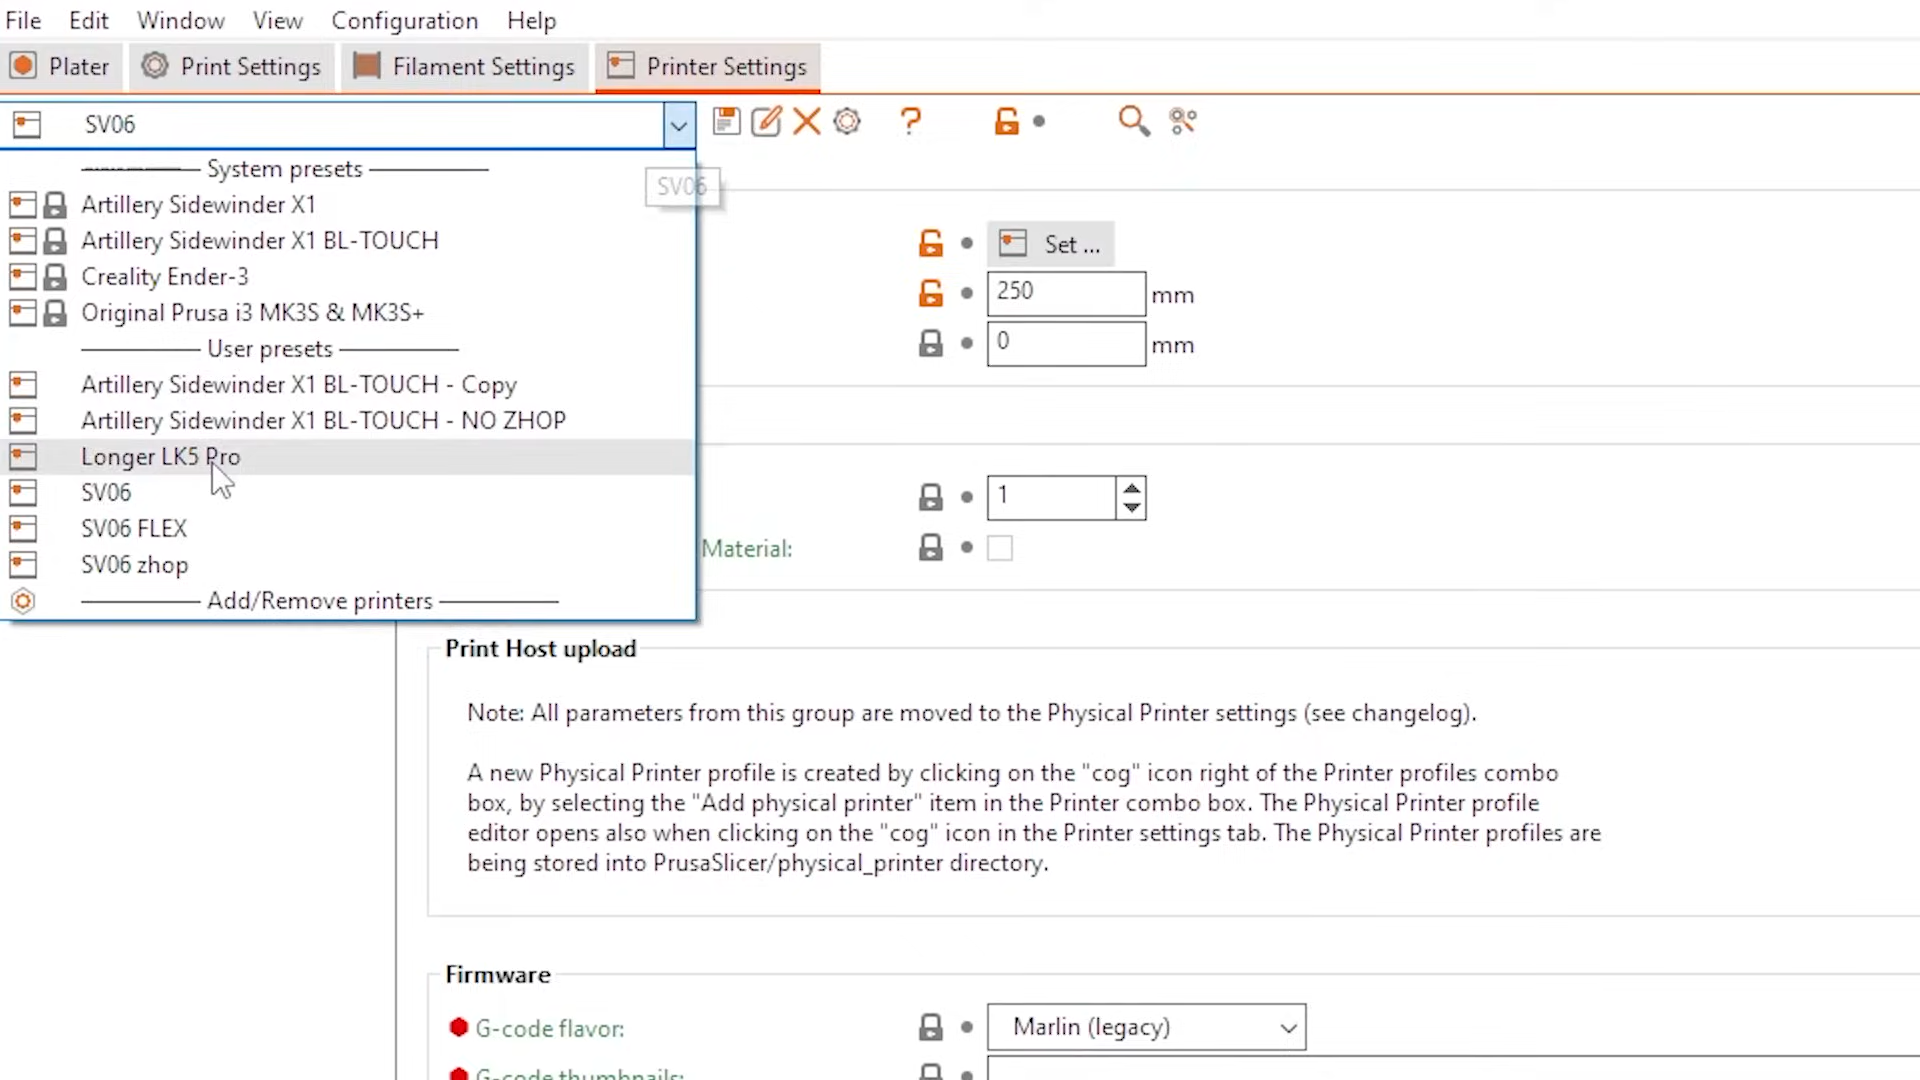 File Edit Window View Configuration Help
Plater Print Settings Filament Settings Printer Settings
SV06
System presets
SV06
Artillery Sidewinder X1
Artillery Sidewinder X1 BL-TOUCH
Set ...
Creality Ender-3
250 mm
Original Prusa i3 MK3S & MK3S+
0 mm
User presets
Artillery Sidewinder X1 BL-TOUCH - Copy
Artillery Sidewinder X1 BL-TOUCH - NO ZHOP
Longer LK5 Pro
SV06
1
SV06 FLEX
Material:
SV06 zhop
Add/Remove printers
Print Host upload
Note: All parameters from this group are moved to the Physical Printer settings (see changelog).
A new Physical Printer profile is created by clicking on the "cog" icon right of the Printer profiles combo
box, by selecting the "Add physical printer" item in the Printer combo box. The Physical Printer profile
editor opens also when clicking on the "cog" icon in the Printer settings tab. The Physical Printer profiles are
being stored into PrusaSlicer/physical_printer directory.
Firmware
G-code flavor: Marlin (legacy)
G-code thumbnails: